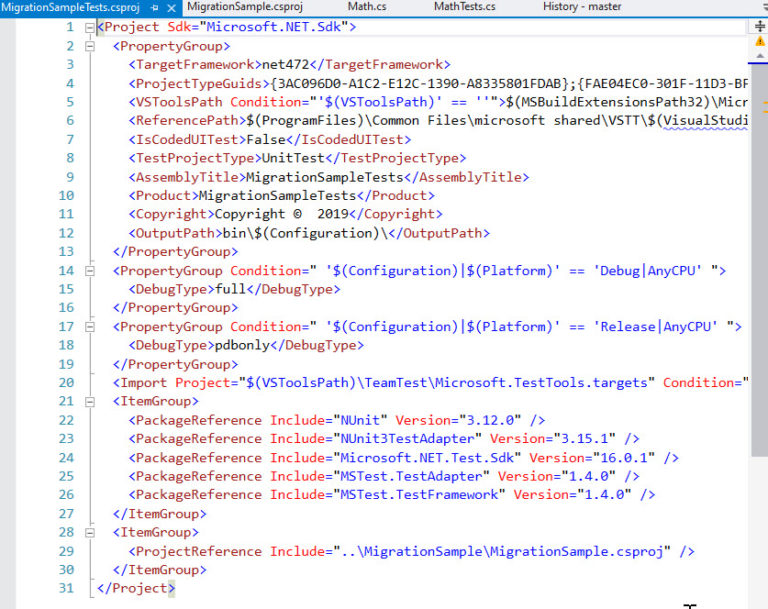 MigrationSampleTests.csproj MigrationSample.csproj Math.cs MathTests.cs History - master
1 <Project Sdk="Microsoft.NET.Sdk">
2 <PropertyGroup>
3 <TargetFramework>net472</TargetFramework>
4 <ProjectTypeGuids>{3AC096D0-A1C2-E12C-1390-A8335801FDAB};{FAE04EC0-301F-11D3-BF
5 <VSToolsPath Condition="'$(VSToolsPath)' == ''">$(MSBuildExtensionsPath32)\Micr
6 <ReferencePath>$(ProgramFiles)\Common Files\microsoft shared\VSTT\$(VisualStudi
7 <IsCodedUITest>False</IsCodedUITest>
8 <TestProjectType>UnitTest</TestProjectType>
9 <AssemblyTitle>MigrationSampleTests</AssemblyTitle>
10 <Product>MigrationSampleTests</Product>
11 <Copyright>Copyright ©  2019</Copyright>
12 <OutputPath>bin\$(Configuration)\</OutputPath>
13 </PropertyGroup>
14 <PropertyGroup Condition=" '$(Configuration)|$(Platform)' == 'Debug|AnyCPU' ">
15 <DebugType>full</DebugType>
16 </PropertyGroup>
17 <PropertyGroup Condition=" '$(Configuration)|$(Platform)' == 'Release|AnyCPU' ">
18 <DebugType>pdbonly</DebugType>
19 </PropertyGroup>
20 <Import Project="$(VSToolsPath)\TeamTest\Microsoft.TestTools.targets" Condition="
21 <ItemGroup>
22 <PackageReference Include="NUnit" Version="3.12.0" />
23 <PackageReference Include="NUnit3TestAdapter" Version="3.15.1" />
24 <PackageReference Include="Microsoft.NET.Test.Sdk" Version="16.0.1" />
25 <PackageReference Include="MSTest.TestAdapter" Version="1.4.0" />
26 <PackageReference Include="MSTest.TestFramework" Version="1.4.0" />
27 </ItemGroup>
28 <ItemGroup>
29 <ProjectReference Include="..\MigrationSample\MigrationSample.csproj" />
30 </ItemGroup>
31 </Project>